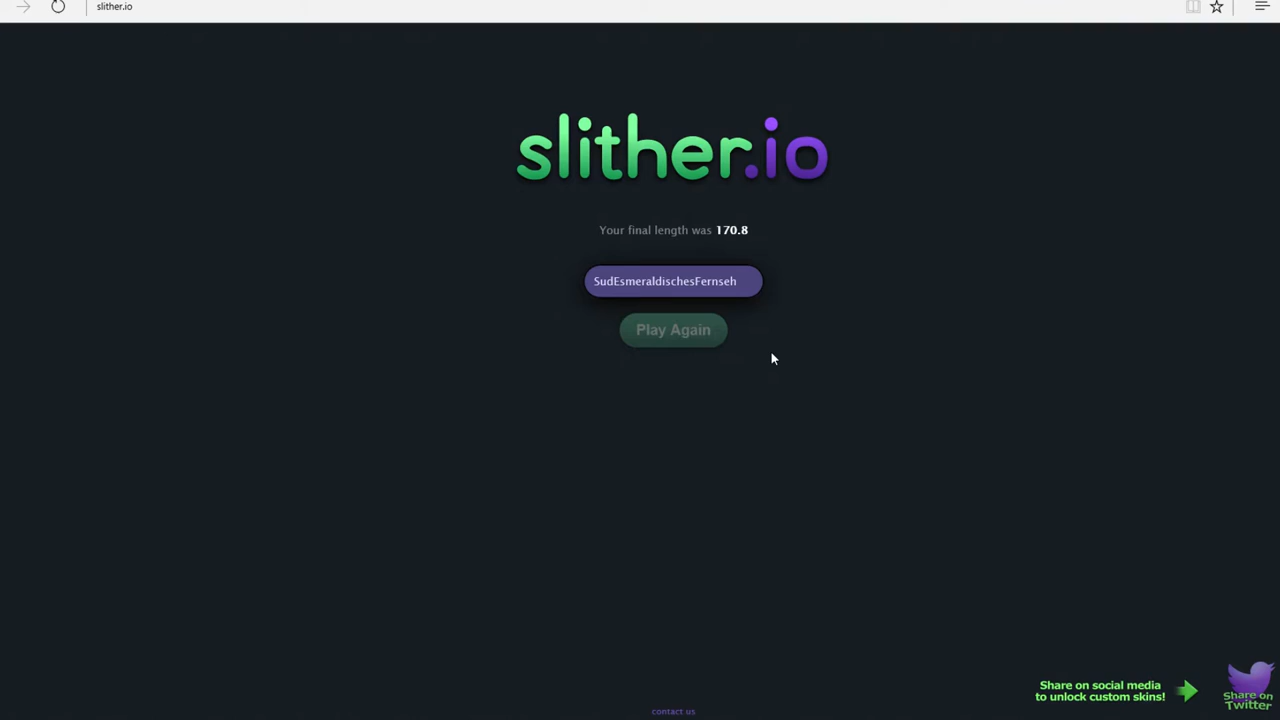 slither.io
slither.io
Your final length was 170.8
SudEsmeraldischesFernseh
Play Again
Share on social media
to unlock custom skins!
Share on
Twitter
contact us